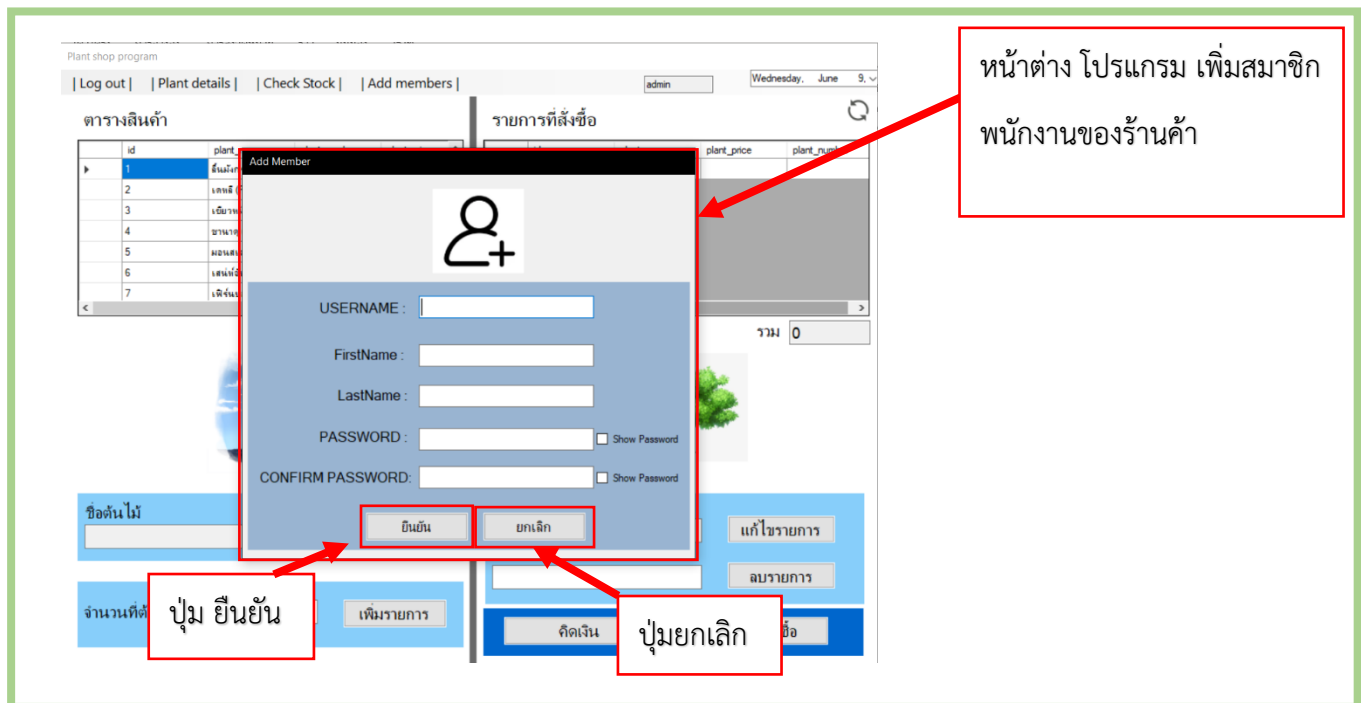 Plant shop program
| Log out | | Plant details | | Check Stock | | Add members |
admin
Wednesday, June 9,
ตารางสินค้า
รายการที่สั่งซื้อ
id
plant_price
1
2
3
4
5
6
7
Add Member
USERNAME :
FirstName :
LastName :
PASSWORD :
Show Password
CONFIRM PASSWORD:
Show Password
ยืนยัน
ยกเลิก
รวม 0
ชื่อต้นไม้
แก้ไขรายการ
ลบรายการ
เพิ่มรายการ
คิดเงิน
ปุ่ม ยืนยัน
ปุ่มยกเลิก
หน้าต่าง โปรแกรม เพิ่มสมาชิก
พนักงานของร้านค้า